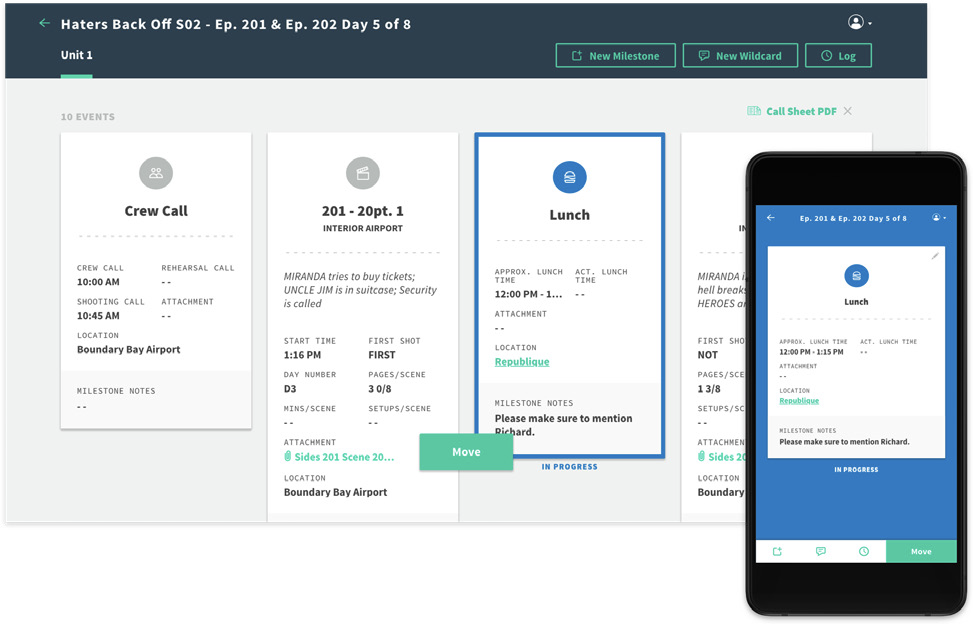 Haters Back Off S02 - Ep. 201 & Ep. 202 Day 5 of 8
Unit 1
New Milestone
New Wildcard
Log
10 EVENTS
Call Sheet PDF
Crew Call
CREW CALL
REHEARSAL CALL
10:00 AM
- -
SHOOTING CALL
ATTACHMENT
10:45 AM
- -
LOCATION
Boundary Bay Airport
MILESTONE NOTES
- -
201 - 20pt. 1
INTERIOR AIRPORT
MIRANDA tries to buy tickets;
UNCLE JIM is in suitcase; Security
is called
START TIME
FIRST SHOT
1:16 PM
FIRST
DAY NUMBER
PAGES/SCENE
D3
3 0/8
MINS/SCENE
SETUPS/SCENE
- -
- -
ATTACHMENT
Sides 201 Scene 20...
LOCATION
Boundary Bay Airport
Lunch
APPROX. LUNCH
TIME
ACT. LUNCH
TIME
12:00 PM - 1...
- -
ATTACHMENT
- -
LOCATION
Republique
MILESTONE NOTES
Please make sure to mention
Richard.
Move
IN PROGRESS
IN
MIRANDA i
hell breaks
HEROES a
FIRST SHO
NOT
PAGES/SCE
1 3/8
SETUPS/SC
- -
ATTACHMEN
Sides 20
LOCATION
Boundary
Ep. 201 & Ep. 202 Day 5 of 8
Lunch
APPROX. LUNCH TIME
ACT. LUNCH TIME
12:00 PM - 1:15 PM
- -
ATTACHMENT
- -
LOCATION
Republique
MILESTONE NOTES
Please make sure to mention Richard.
IN PROGRESS
Move